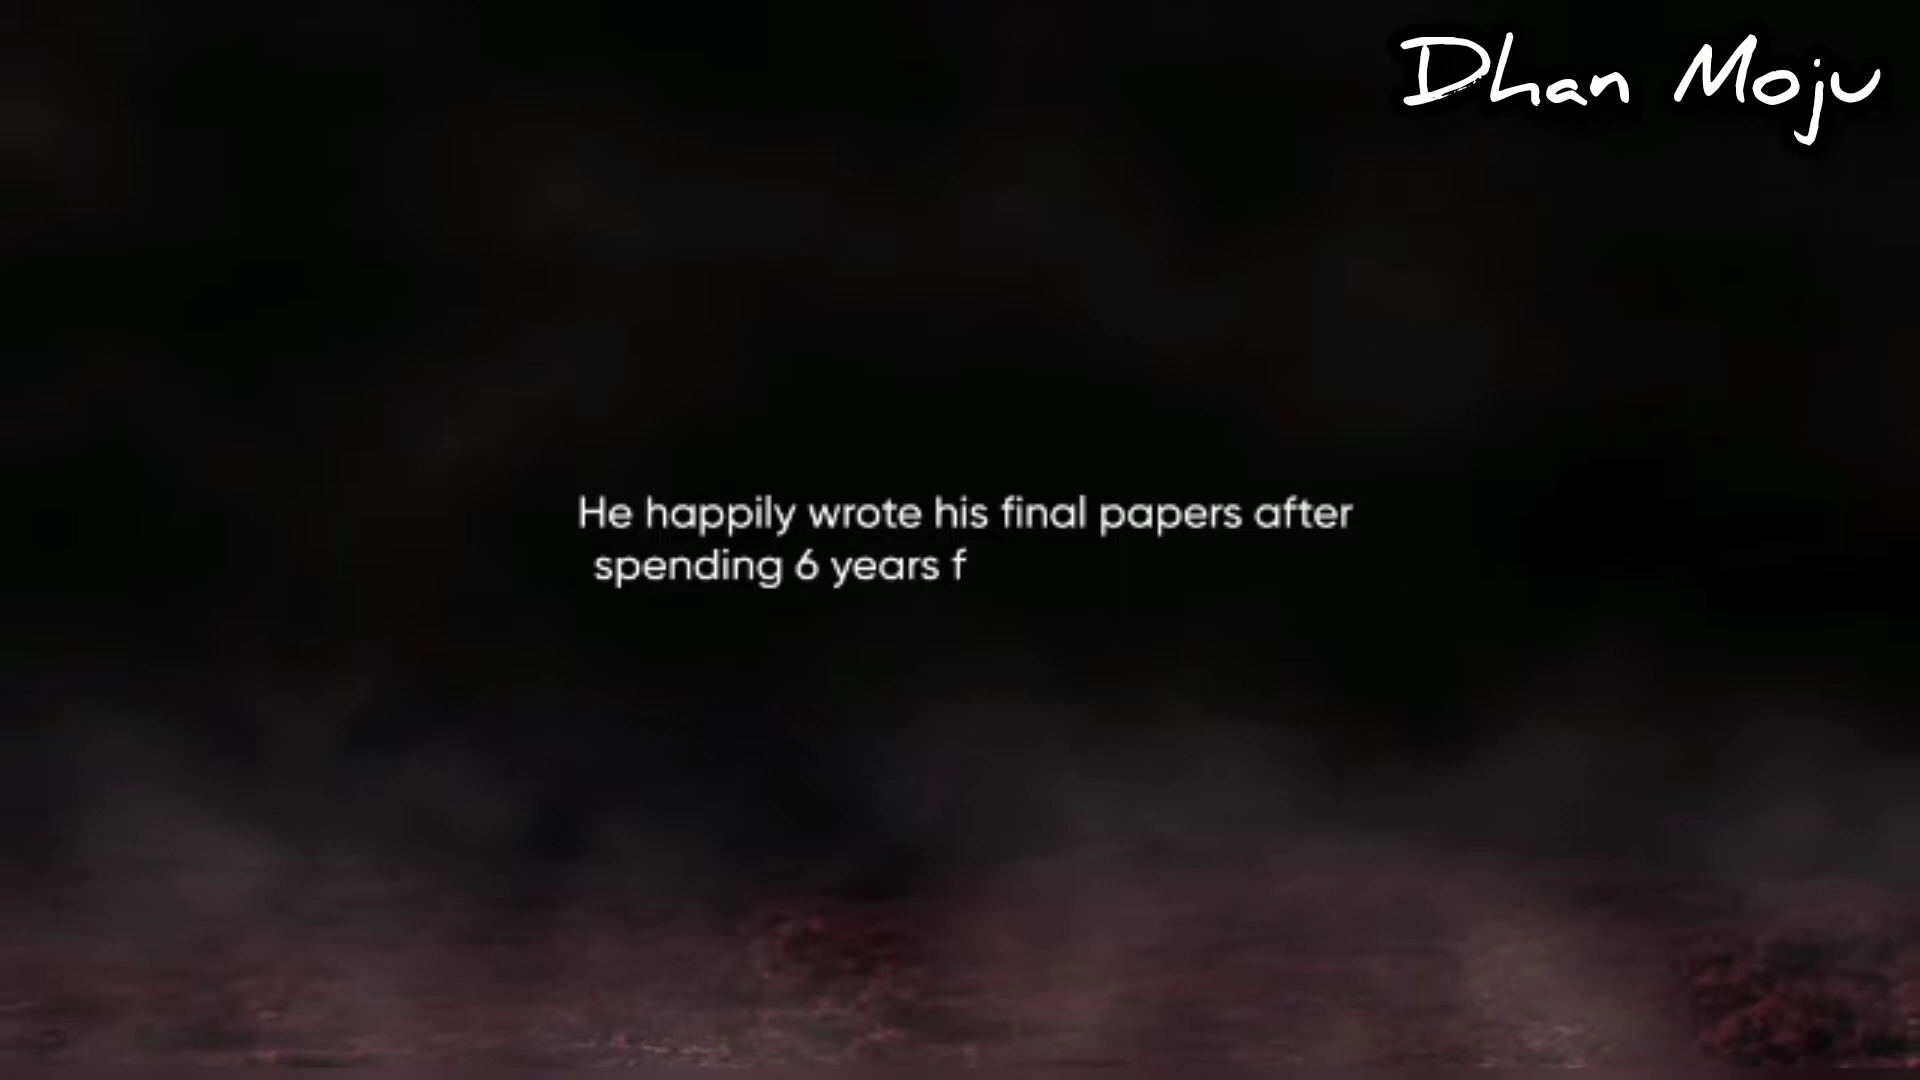 Dhan Moju
He happily wrote his final papers after
spending 6 years f